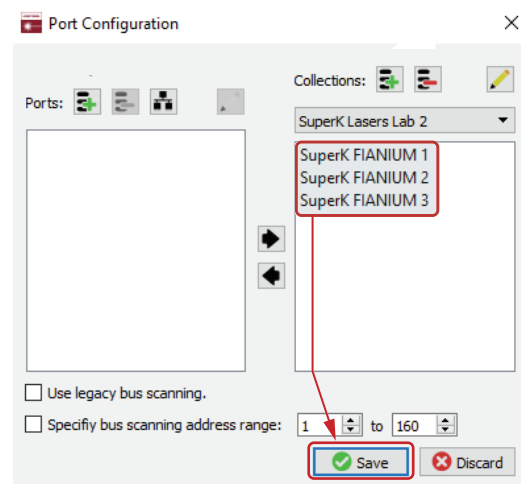 Port Configuration
Collections:
Ports:
SuperK Lasers Lab 2
SuperK FIANIUM 1
SuperK FIANIUM 2
SuperK FIANIUM 3
Use legacy bus scanning.
Specifiy bus scanning address range: 1 to 160
Save Discard